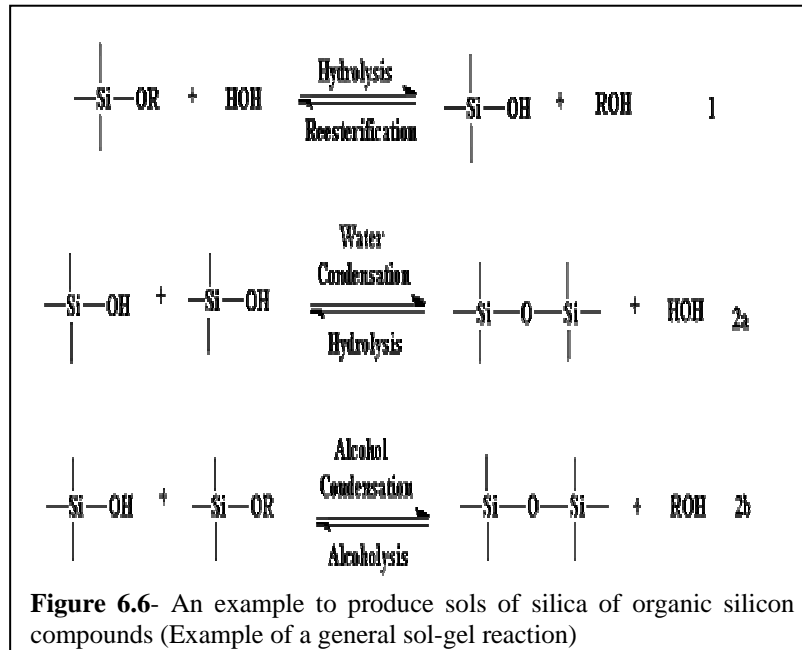 Hydrolysis
—Si—OR + HOH ⇌ —Si—OH + ROH 1
Reesterification
Water
Condensation
—Si—OH + —Si—OH ⇌ —Si—O—Si— + HOH 2a
Hydrolysis
Alcohol
Condensation
—Si—OH + —Si—OR ⇌ —Si—O—Si— + ROH 2b
Alcoholysis
Figure 6.6- An example to produce sols of silica of organic silicon
compounds (Example of a general sol-gel reaction)